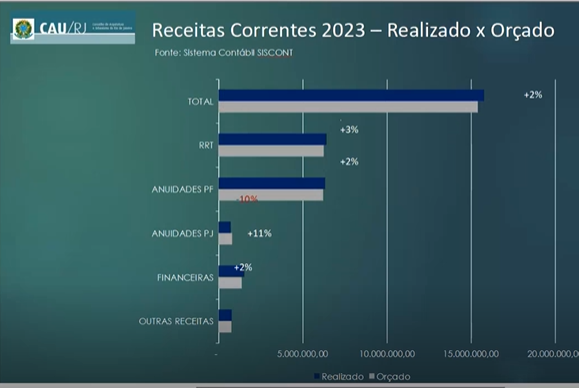 CAU/RJ
Receitas Correntes 2023 – Realizado x Orçado
Fonte: Sistema Contábil SISCONT
TOTAL
+2%
RRT
+3%
+2%
ANUIDADES PF
-10%
ANUIDADES PJ
+11%
FINANCEIRAS
+2%
OUTRAS RECEITAS
- 5.000.000,00 10.000.000,00 15.000.000,00 20.000.000,0
Realizado Orçado